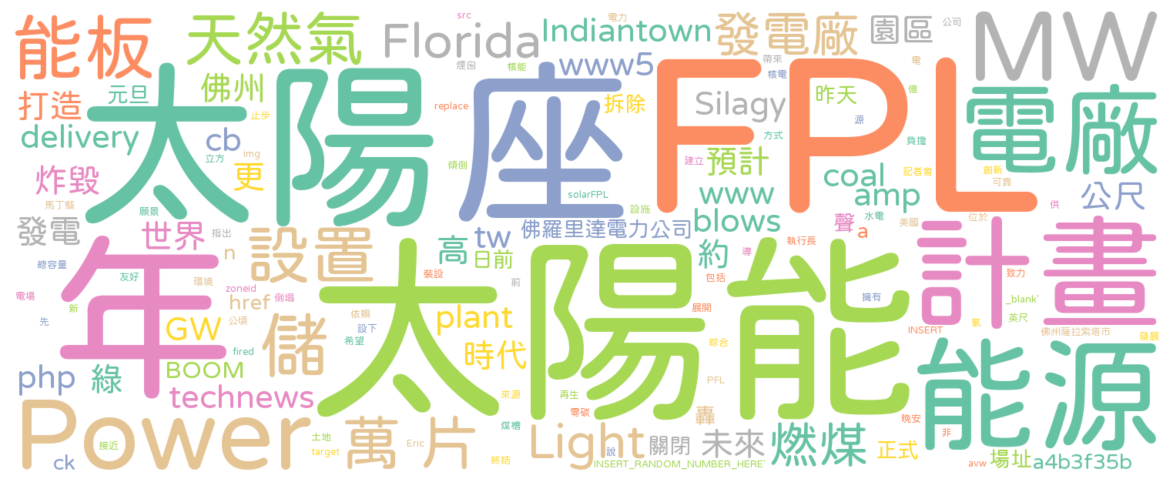 能板
天然氣
Florida
Indiantown
src
電力
發電廠
園區
公司
MW
煙囪
核能
帶來
電
打造
元旦
佛州
www5
拆除
Silagy
昨天
僅
電廠
太陽
座
FPL
delivery
cb
立方
止步
img
replace
核電
方式
源
負擔
炸毀
更
傾倒
建立
預計
記者會
創新
可靠
馬丁縣
願景
solarFPL
www
coal
amp
供
公尺
發電
世界
指出
設施
blows
水電
美國
位於
tw
佛羅里達電力公司
聲
a
總容量
n
設置
高
日前
約
執行長
計畫
年
友好
環境
裝設
前
包括
導
致力
電場
zoneid
倒塌
太陽能
新
href
展開
擁有
_blank`
先
GW
公頃
依賴
設下
plant
氫
英尺
儲
希望
綜合
INSERT
佛州薩拉索塔市
發展
fired
時代
能源
php
綠
BOOM
technews
來源
再生
PFL
零碳
轟
晚安
非
Power
接近
土地
萬
片
煤槽
Light
說
關閉
未來
燃煤
正式
ck
target
Eric
終結
INSERT_RANDOM_NUMBER_HERE`
avw
場址
a4b3f35b